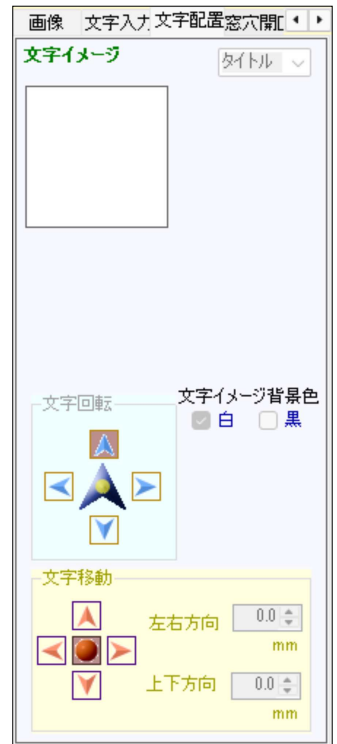 画像 文字入力 文字配置 窓穴開
文字イメージ タイトル
文字イメージ背景色
文字回転
白 黒
文字移動
左右方向 0.0
mm
上下方向 0.0
mm